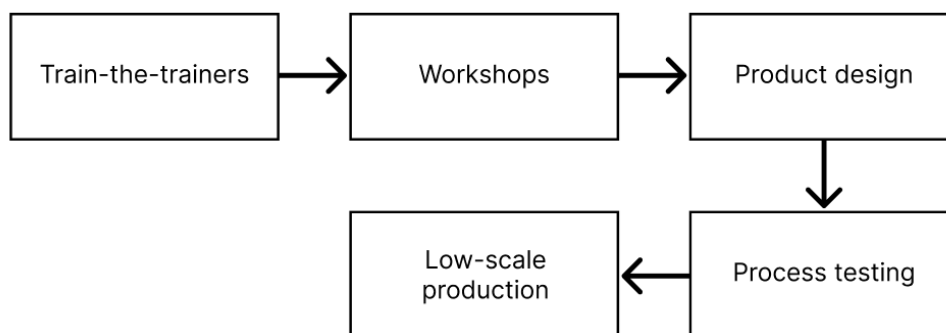 Train-the-trainers
Workshops
Product design
Process testing
Low-scale
production